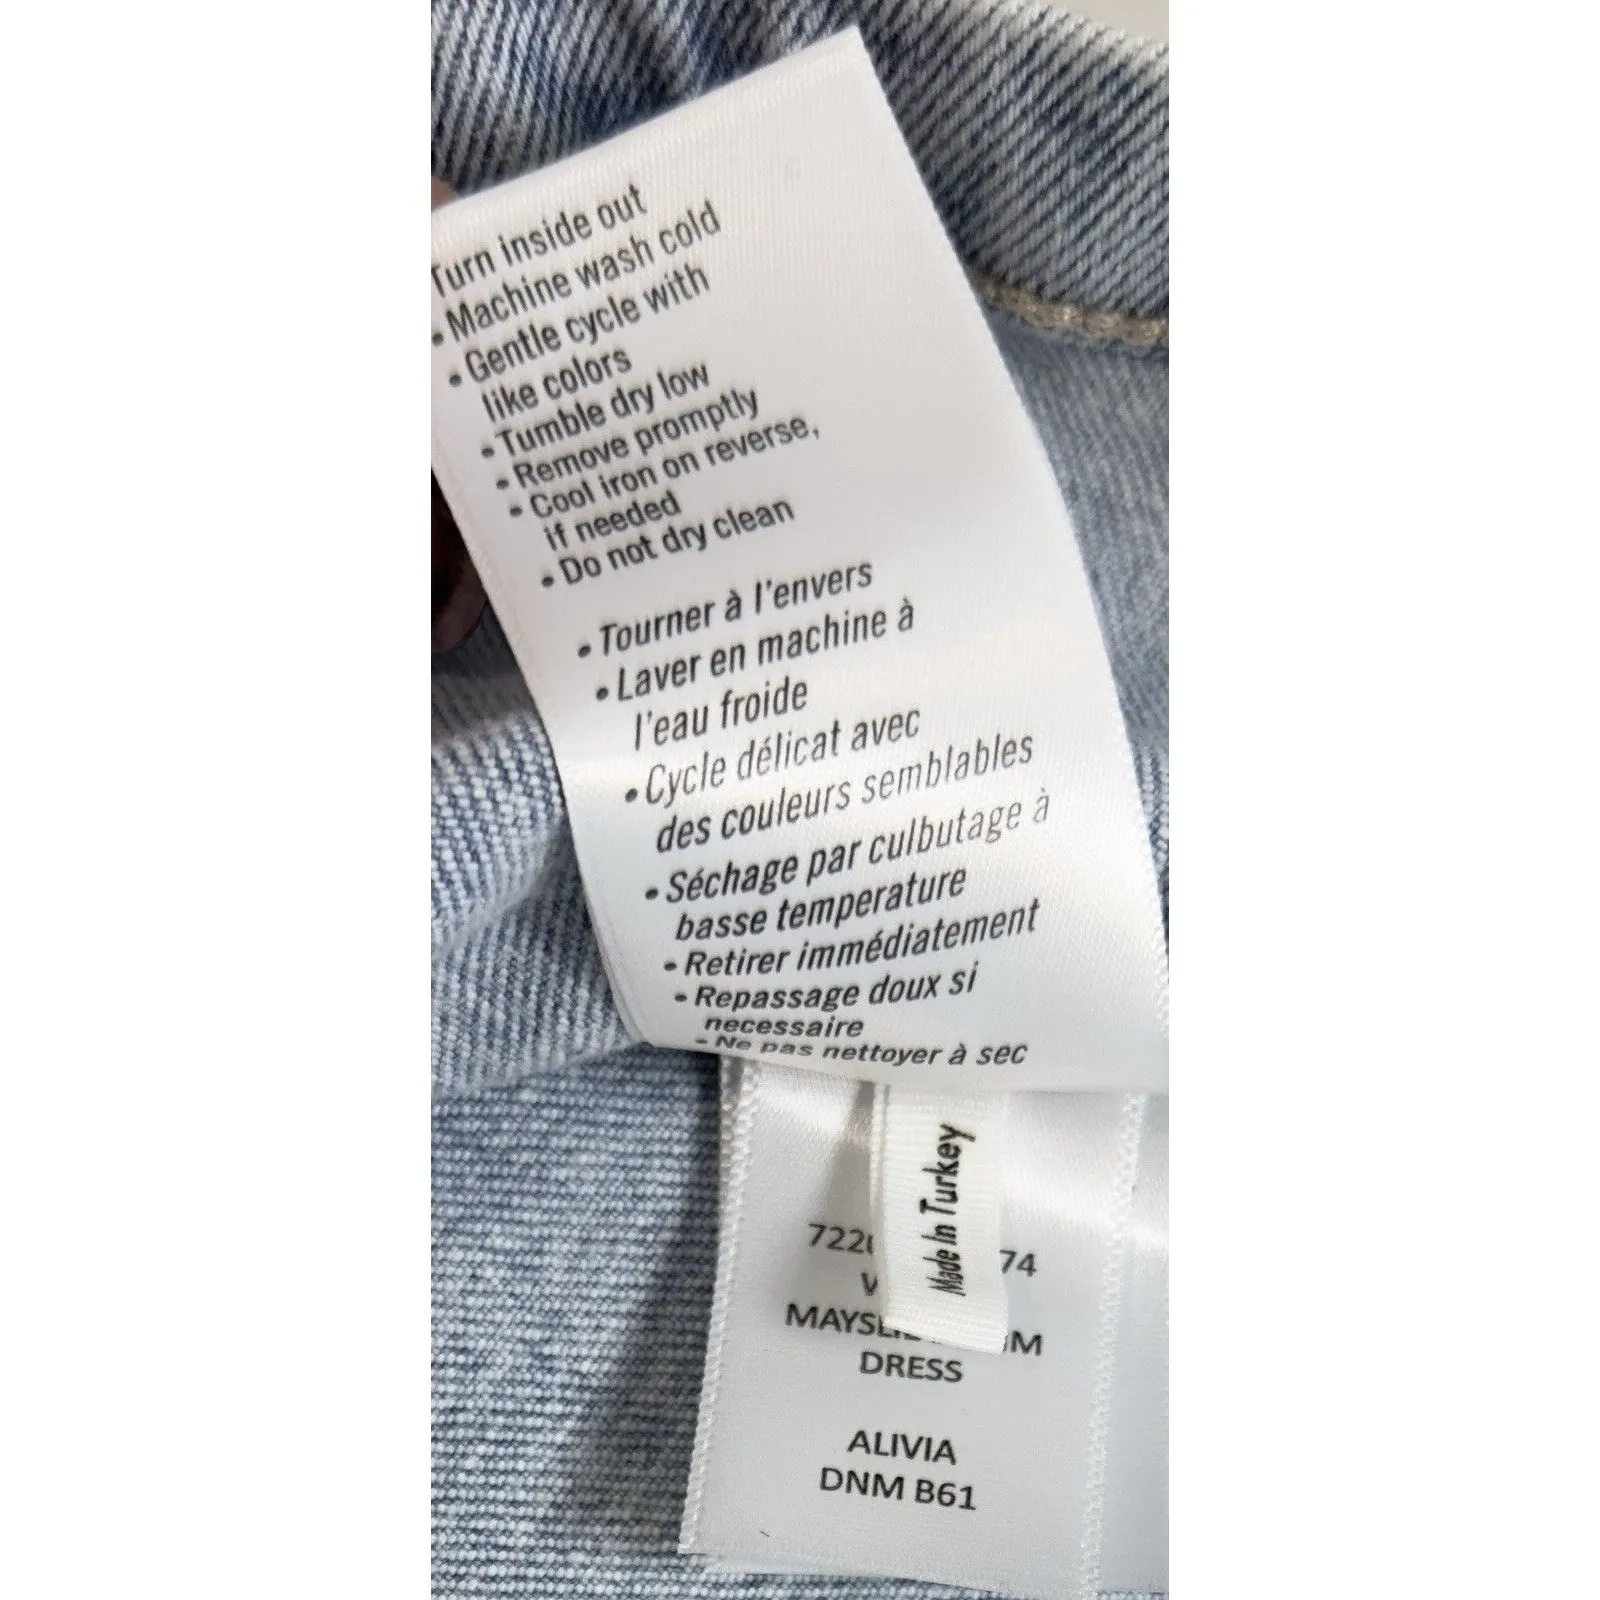 Turn inside out
• Machine wash cold
• Gentle cycle with
like colors
• Tumble dry low
• Remove promptly
• Cool iron on reverse,
if needed
• Do not dry clean
• Tourner à l'envers
• Laver en machine à
l'eau froide
• Cycle délicat avec
des couleurs semblables
• Séchage par culbutage à
basse temperature
• Retirer immédiatement
• Repassage doux si
necessaire
• Ne pas nettoyer à sec
Made In Turkey
DRESS
ALIVIA
DNM B61